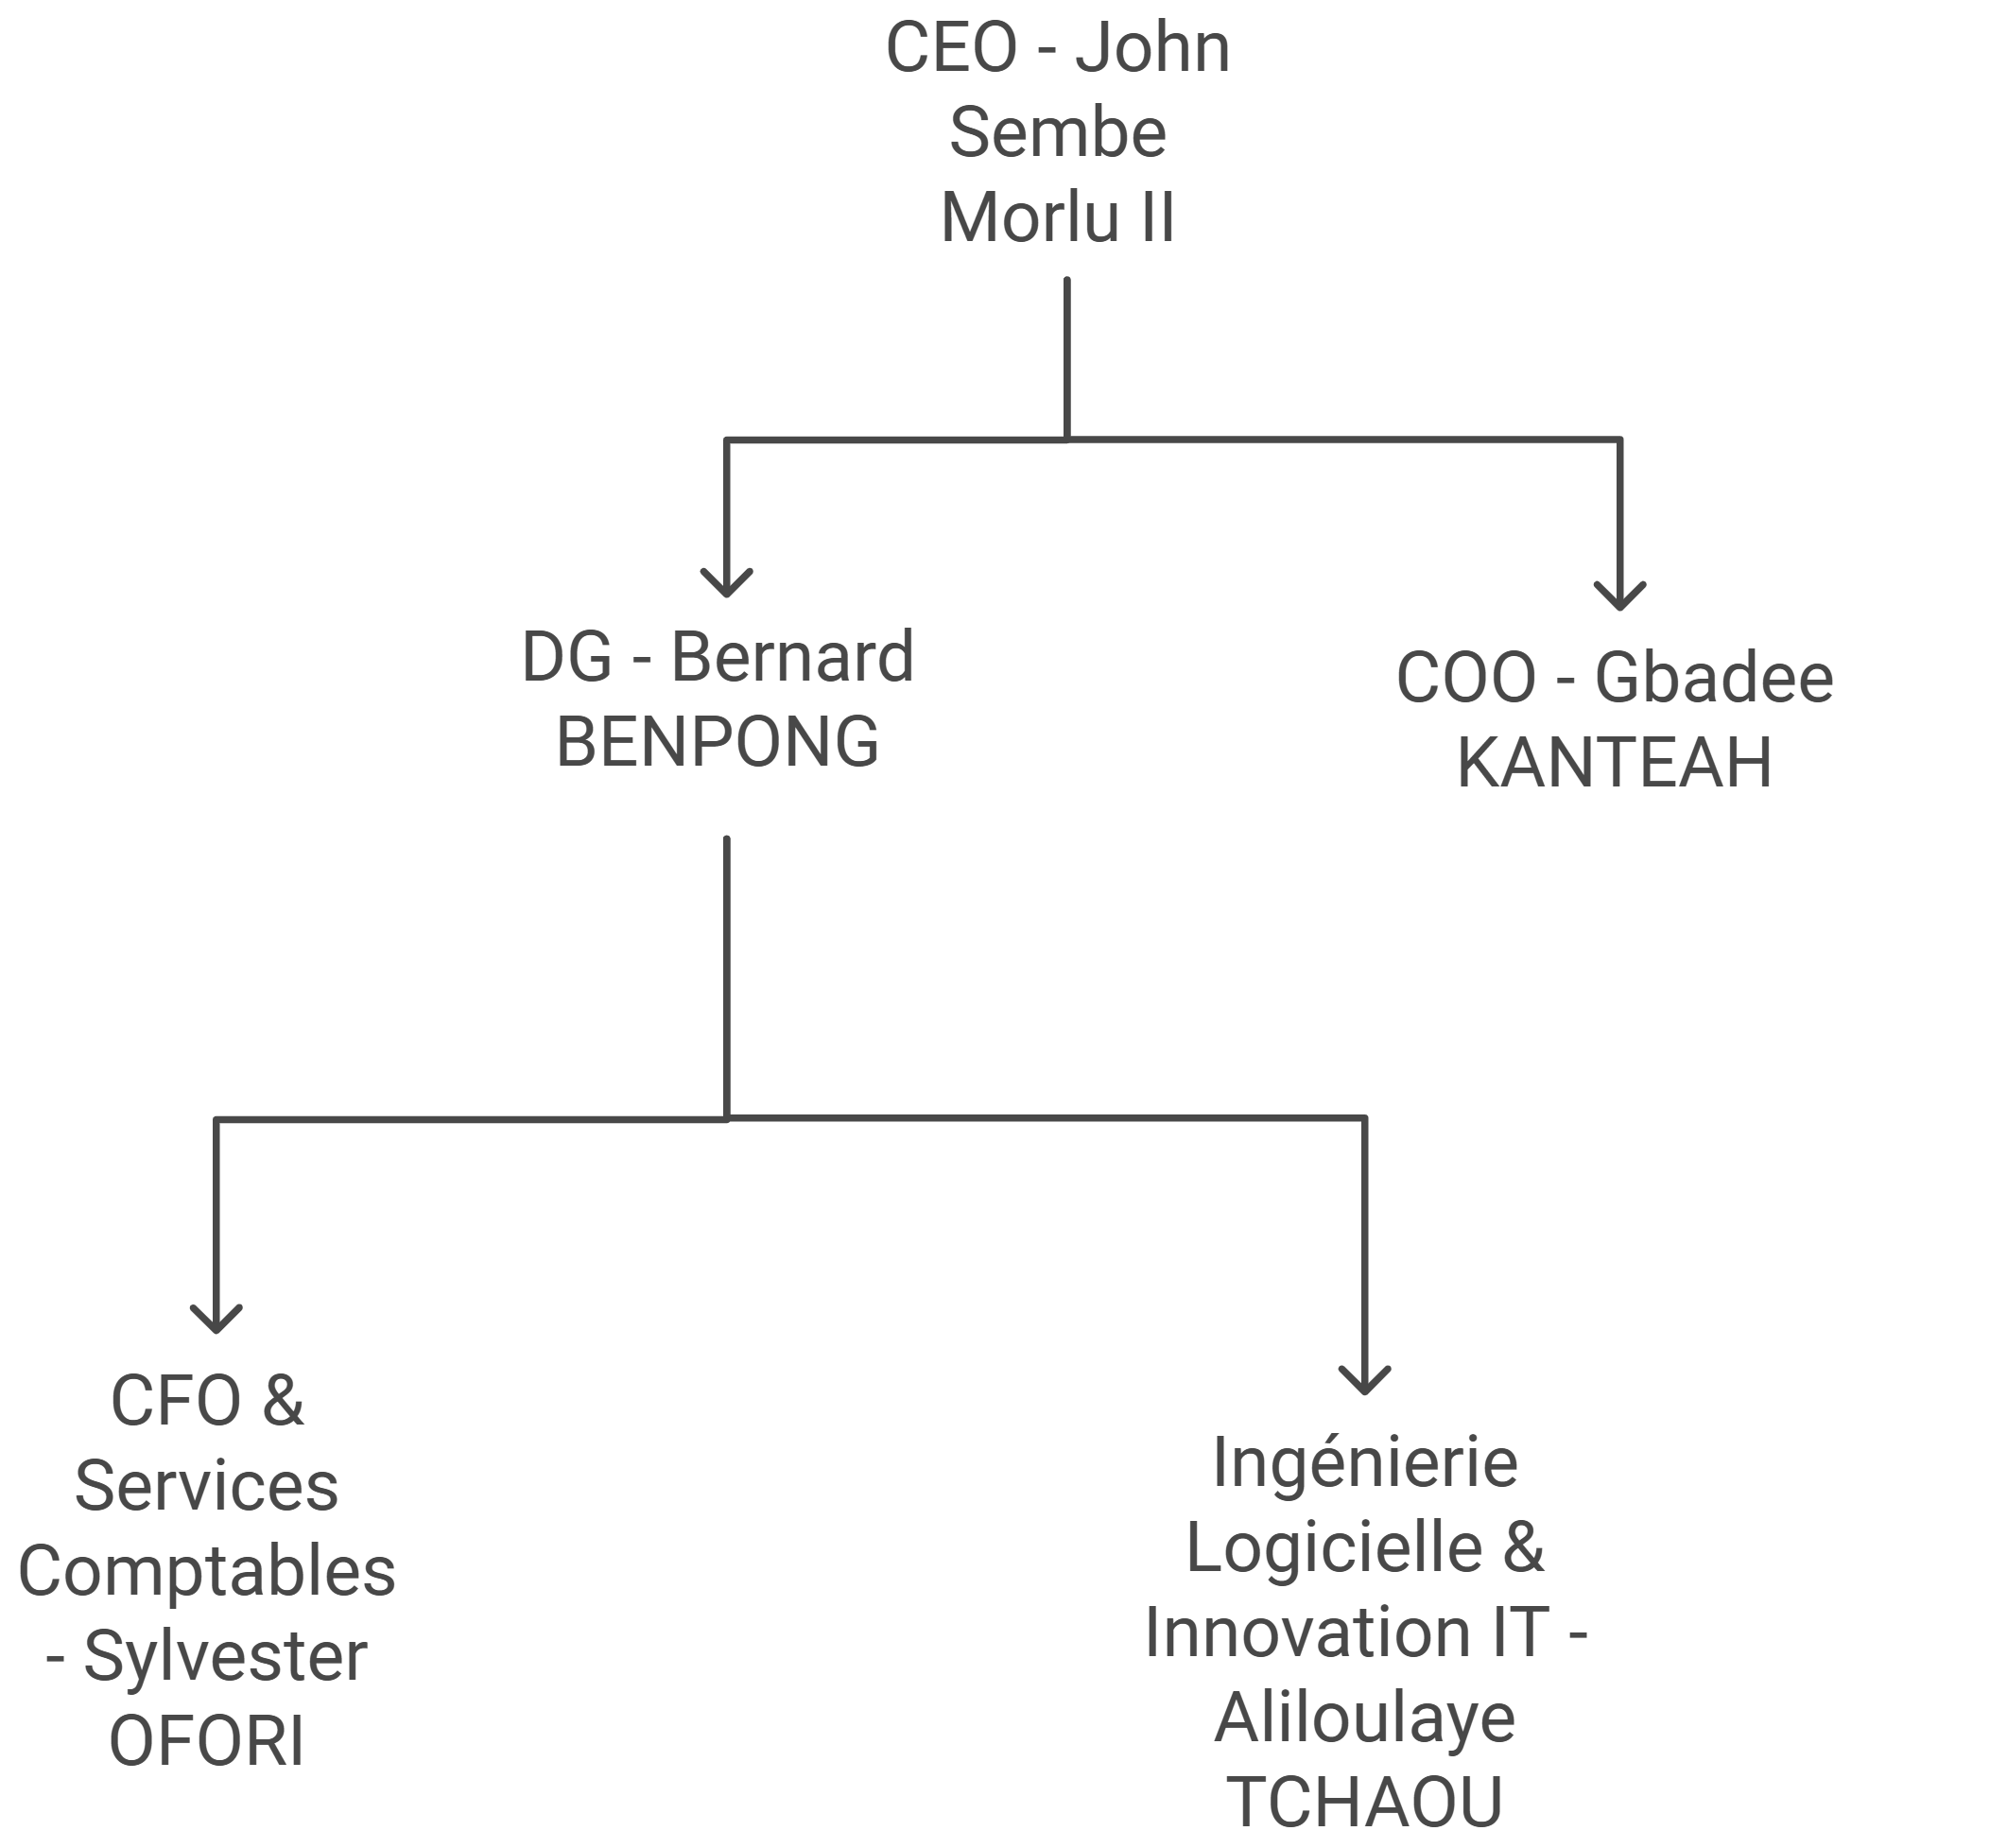 CEO - John
Sembe
Morlu II
DG - Bernard
BENPONG
COO - Gbadee
KANTEAH
CFO &
Services
Comptables
- Sylvester
OFORI
Ingénierie
Logicielle &
Innovation IT -
Aliloulaye
TCHAOU